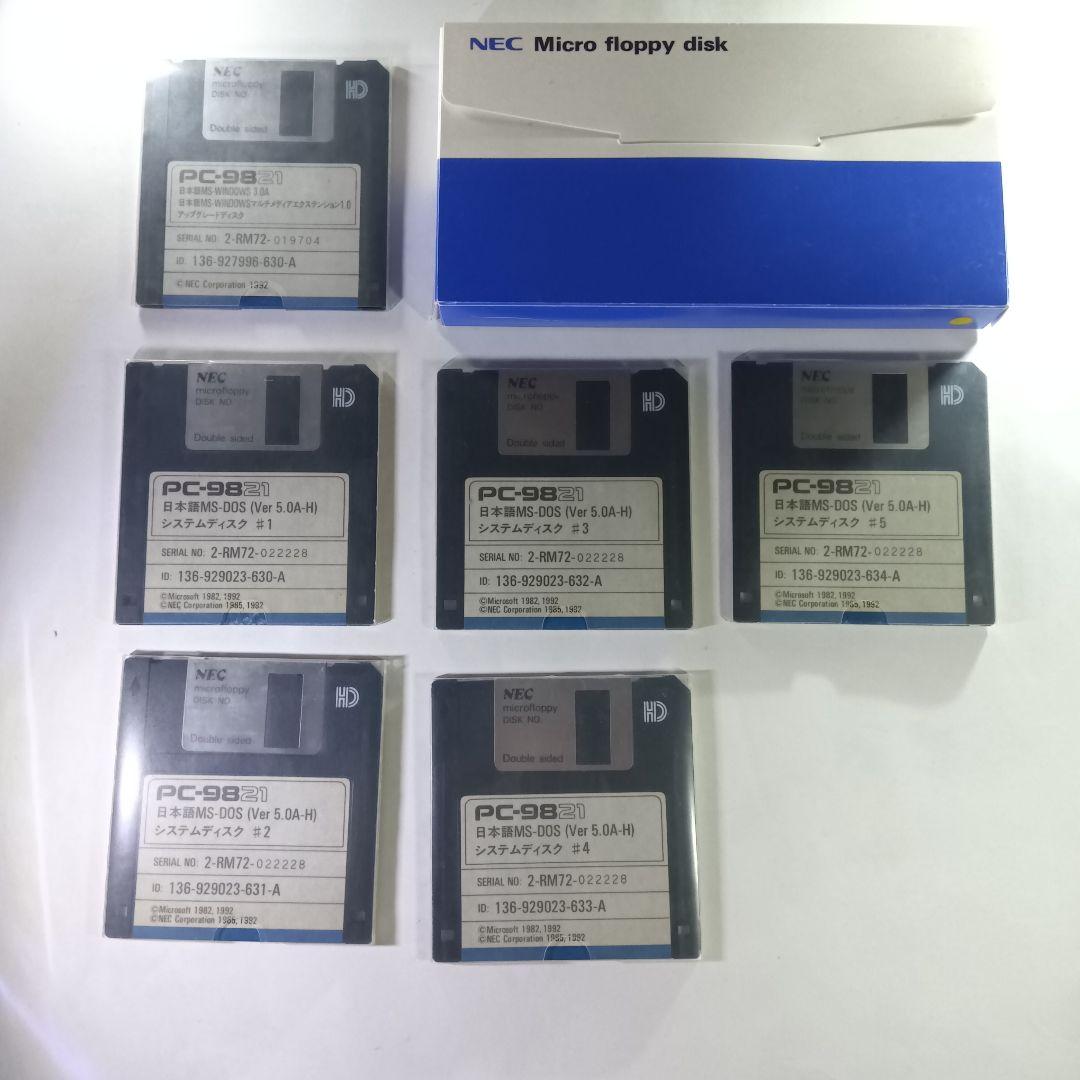 NEC
microfloppy
DISK NO.
Double sided
HD
PC-9821
日本語MS-WINDOWS 3.0A
日本語MS-WINDOWSマルチメディアエクステンション1.0
アップグレードディスク
SERIAL NO: 2-RM72-019704
ID: 136-927996-630-A
©NEC Corporation 1992
NEC Micro floppy disk
NEC
microfloppy
DISK NO.
Double sided
HD
PC-9821
日本語MS-DOS (Ver 5.0A-H)
システムディスク #1
SERIAL NO: 2-RM72-022228
ID: 136-929023-630-A
©Microsoft 1982, 1992
©NEC Corporation 1985, 1992
NEC
microfloppy
DISK NO.
Double sided
HD
PC-9821
日本語MS-DOS (Ver 5.0A-H)
システムディスク #3
SERIAL NO: 2-RM72-022228
ID: 136-929023-632-A
©Microsoft 1982, 1992
©NEC Corporation 1985, 1992
NEC
microfloppy
DISK NO.
Double sided
HD
PC-9821
日本語MS-DOS (Ver 5.0A-H)
システムディスク #5
SERIAL NO: 2-RM72-022228
ID: 136-929023-634-A
©Microsoft 1982, 1992
©NEC Corporation 1985, 1992
NEC
microfloppy
DISK NO.
Double sided
HD
PC-9821
日本語MS-DOS (Ver 5.0A-H)
システムディスク #2
SERIAL NO: 2-RM72-022228
ID: 136-929023-631-A
©Microsoft 1982, 1992
©NEC Corporation 1985, 1992
NEC
microfloppy
DISK NO.
Double sided
HD
PC-9821
日本語MS-DOS (Ver 5.0A-H)
システムディスク #4
SERIAL NO: 2-RM72-022228
ID: 136-929023-633-A
©Microsoft 1982, 1992
©NEC Corporation 1985, 1992